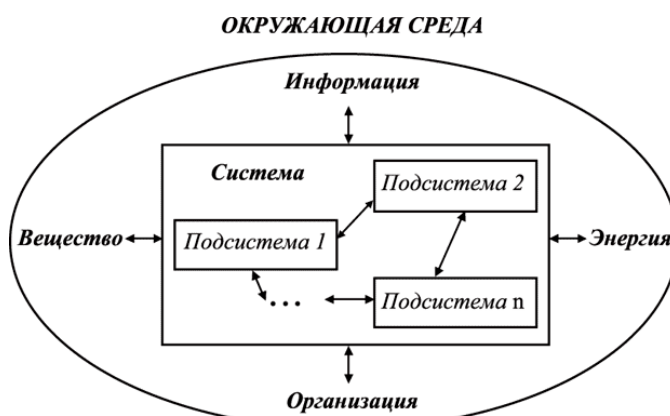 ОКРУЖАЮЩАЯ СРЕДА
Информация
Система
Подсистема 2
Вещество
Подсистема 1
Энергия
...
Подсистема n
Организация